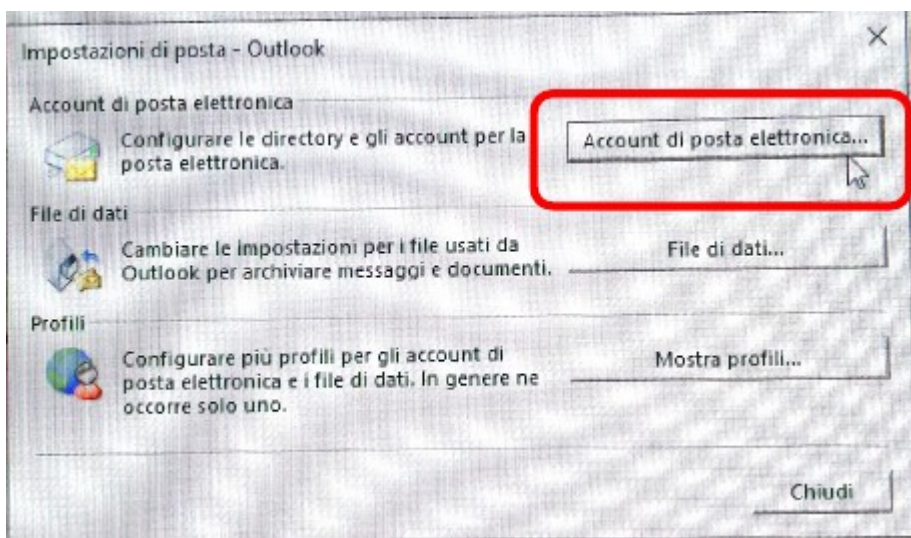 Impostazioni di posta - Outlook
Account di posta elettronica
Configurare le directory e gli account per la
posta elettronica.
Account di posta elettronica...
File di dati
Cambiare le impostazioni per i file usati da
Outlook per archiviare messaggi e documenti.
File di dati...
Profili
Configurare più profili per gli account di
posta elettronica e i file di dati. In genere ne
occorre solo uno.
Mostra profili...
Chiudi